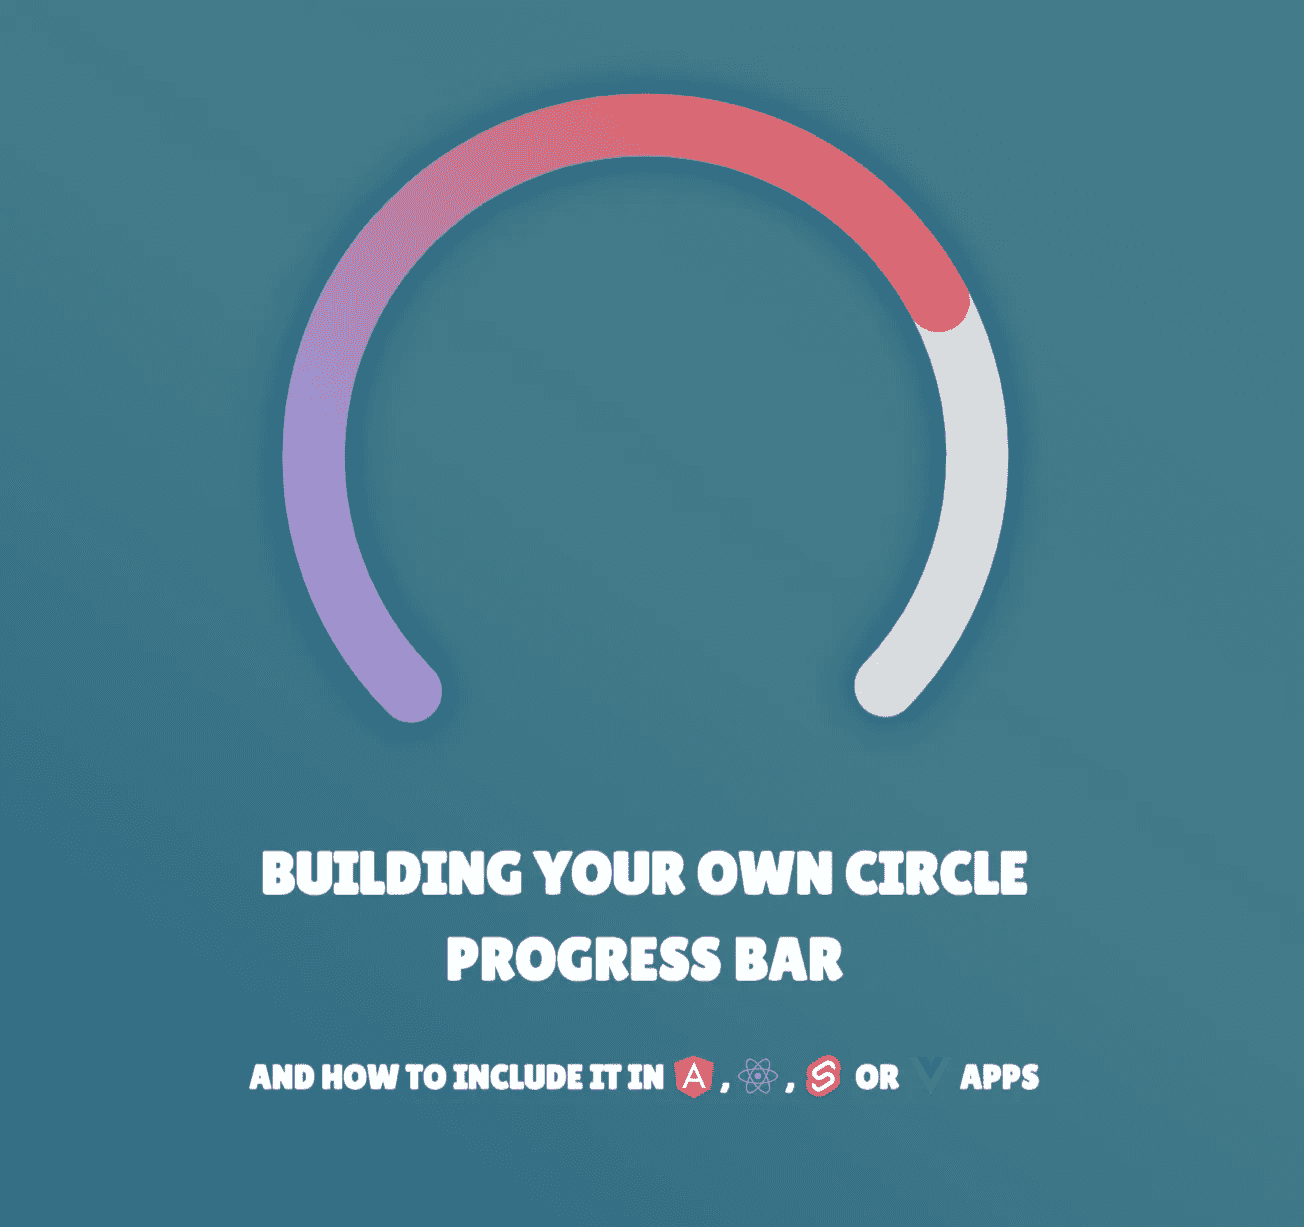 BUILDING YOUR OWN CIRCLE
PROGRESS BAR
AND HOW TO INCLUDE IT IN A, , S OR V APPS